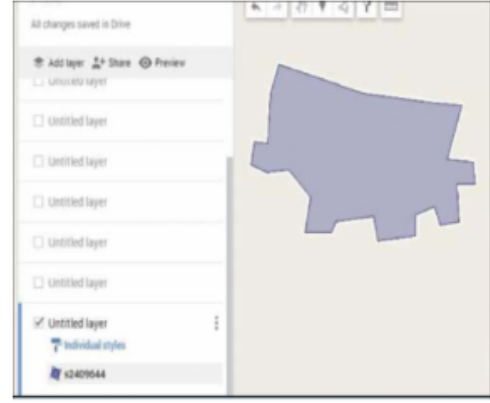 All changes saved in Drive
Add layer Share Preview
Untitled layer
Untitled layer
Untitled layer
Untitled layer
Untitled layer
Untitled layer
Untitled layer
Individual styles
s2409644